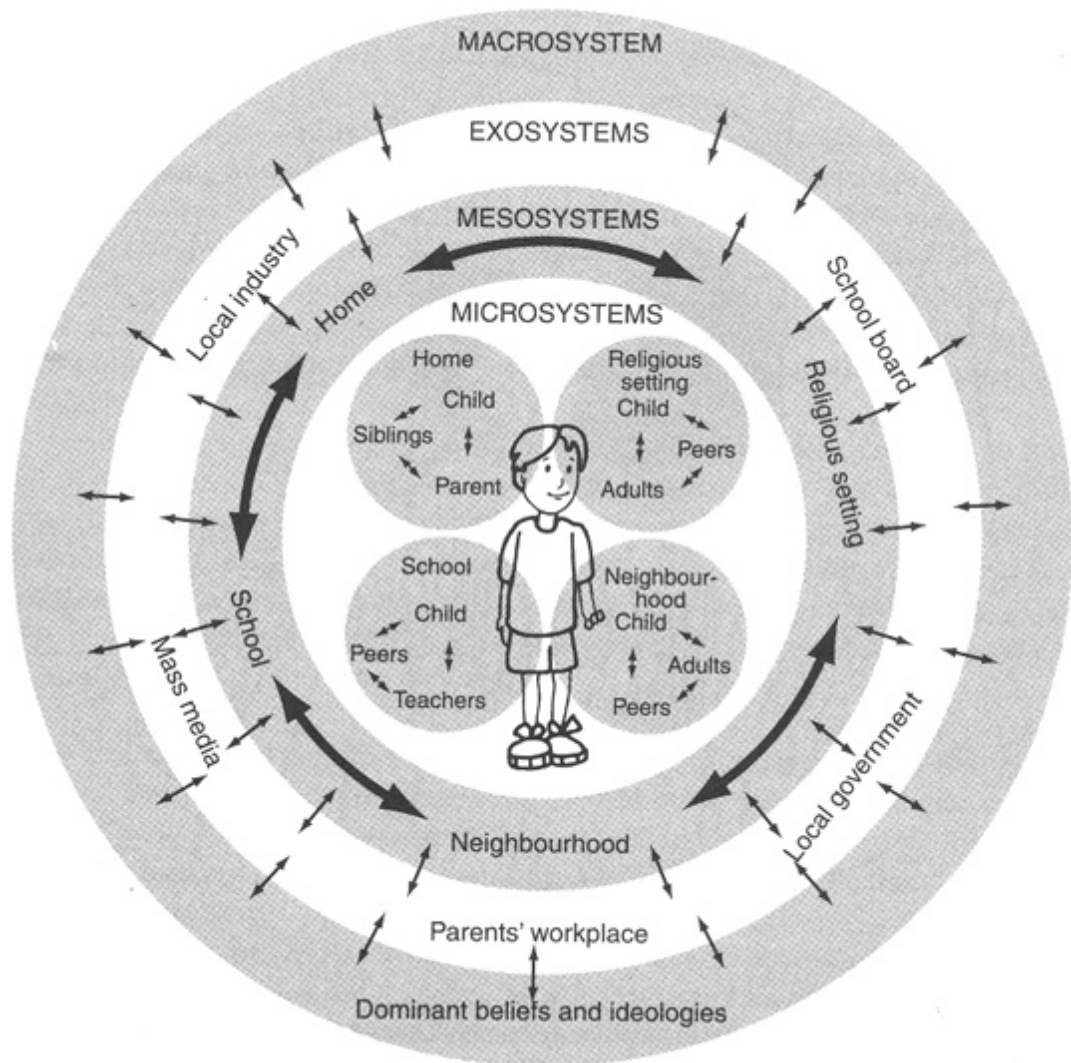 MACROSYSTEM
EXOSYSTEMS
MESOSYSTEMS
MICROSYSTEMS
Local industry
Home
School board
Religious setting
Home
Child
Siblings
Parent
Religious
setting
Child
Peers
Adults
School
Child
Peers
Teachers
Neighbour-
hood
Child
Adults
Peers
School
Mass media
Local government
Neighbourhood
Parents' workplace
Dominant beliefs and ideologies